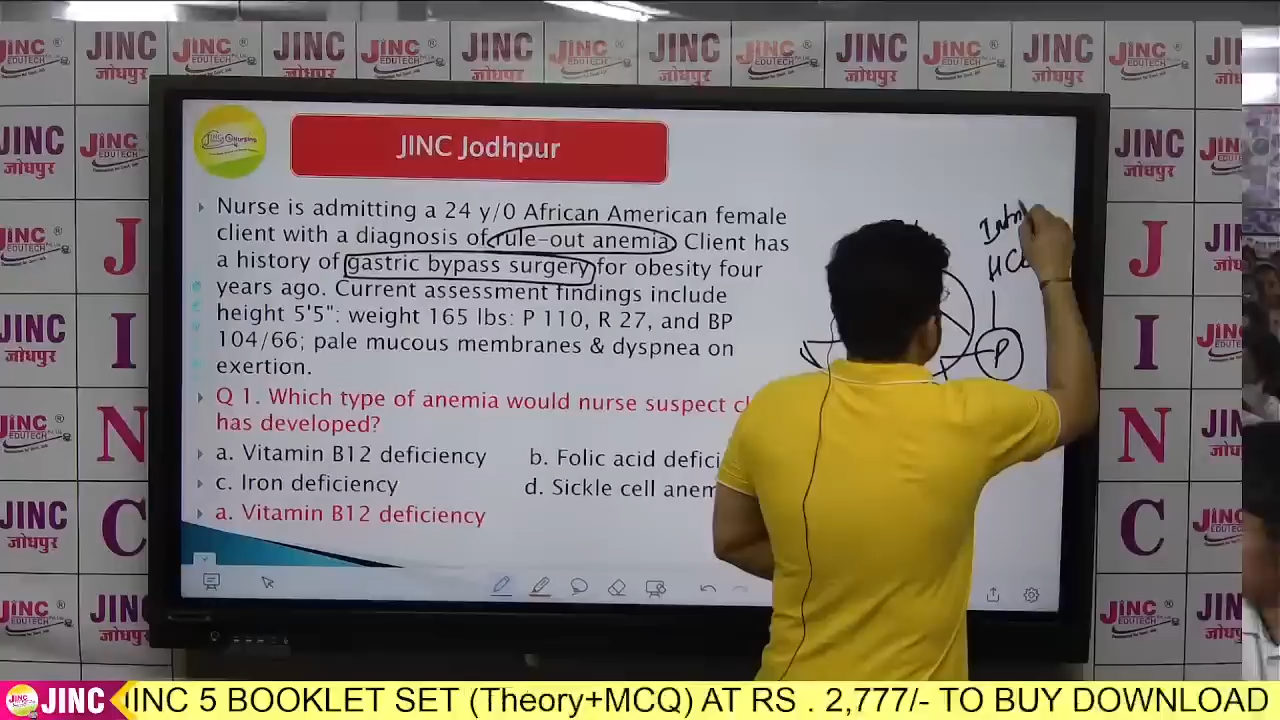 JINC EDUTECH जोधपुर
JINC Jodhpur
Nurse is admitting a 24 y/0 African American female
client with a diagnosis of rule-out anemia. Client has
a history of gastric bypass surgery for obesity four
years ago. Current assessment findings include
height 5'5": weight 165 lbs: P 110, R 27, and BP
104/66; pale mucous membranes & dyspnea on
exertion.
Q 1. Which type of anemia would nurse suspect
has developed?
a. Vitamin B12 deficiency b. Folic acid
c. Iron deficiency d. Sickle cell
a. Vitamin B12 deficiency
P
J J
I I
N N
C C
JINC JINC 5 BOOKLET SET (Theory+MCQ) AT RS . 2,777/- TO BUY DOWNLOAD